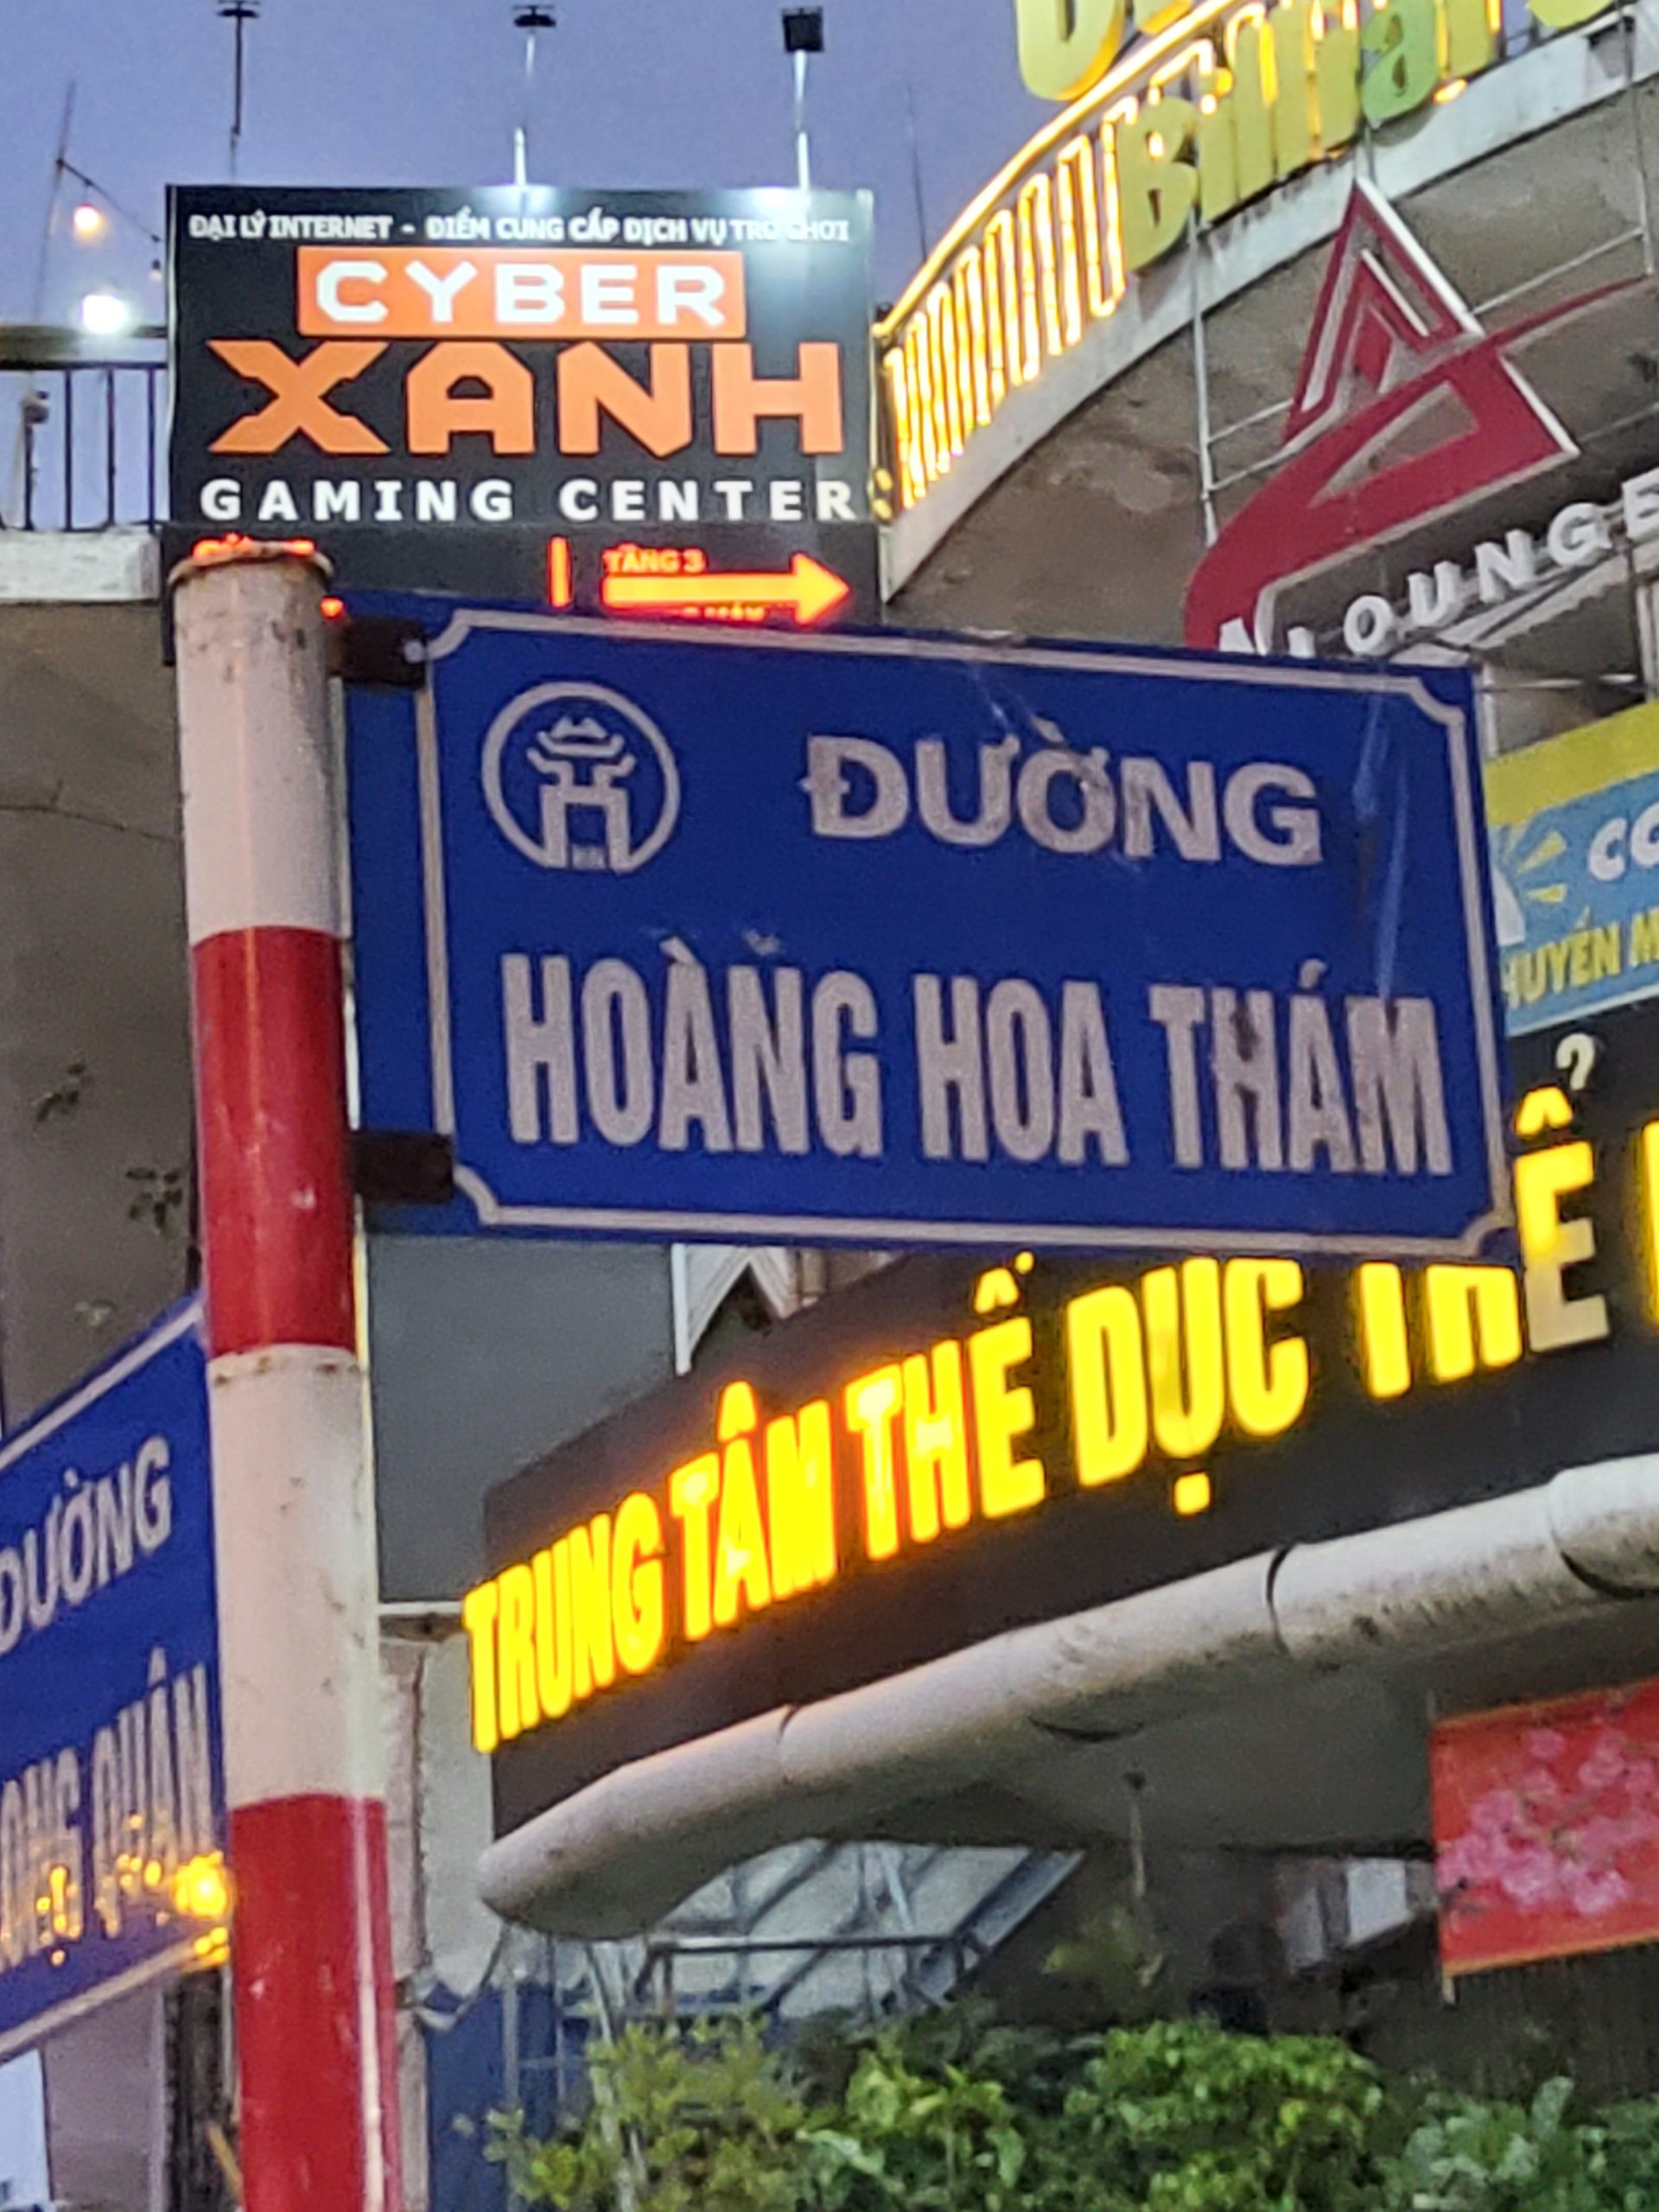 ĐẠI LÝ INTERNET - ĐIỂM CUNG CẤP DỊCH VỤ TRÒ CHƠI
CYBER
XANH
GAMING CENTER
TẦNG 3
LOUNGE
ĐƯỜNG
HOÀNG HOA THÁM
TRUNG TÂM THỂ DỤC THỂ
ĐƯỜNG
QUÂN